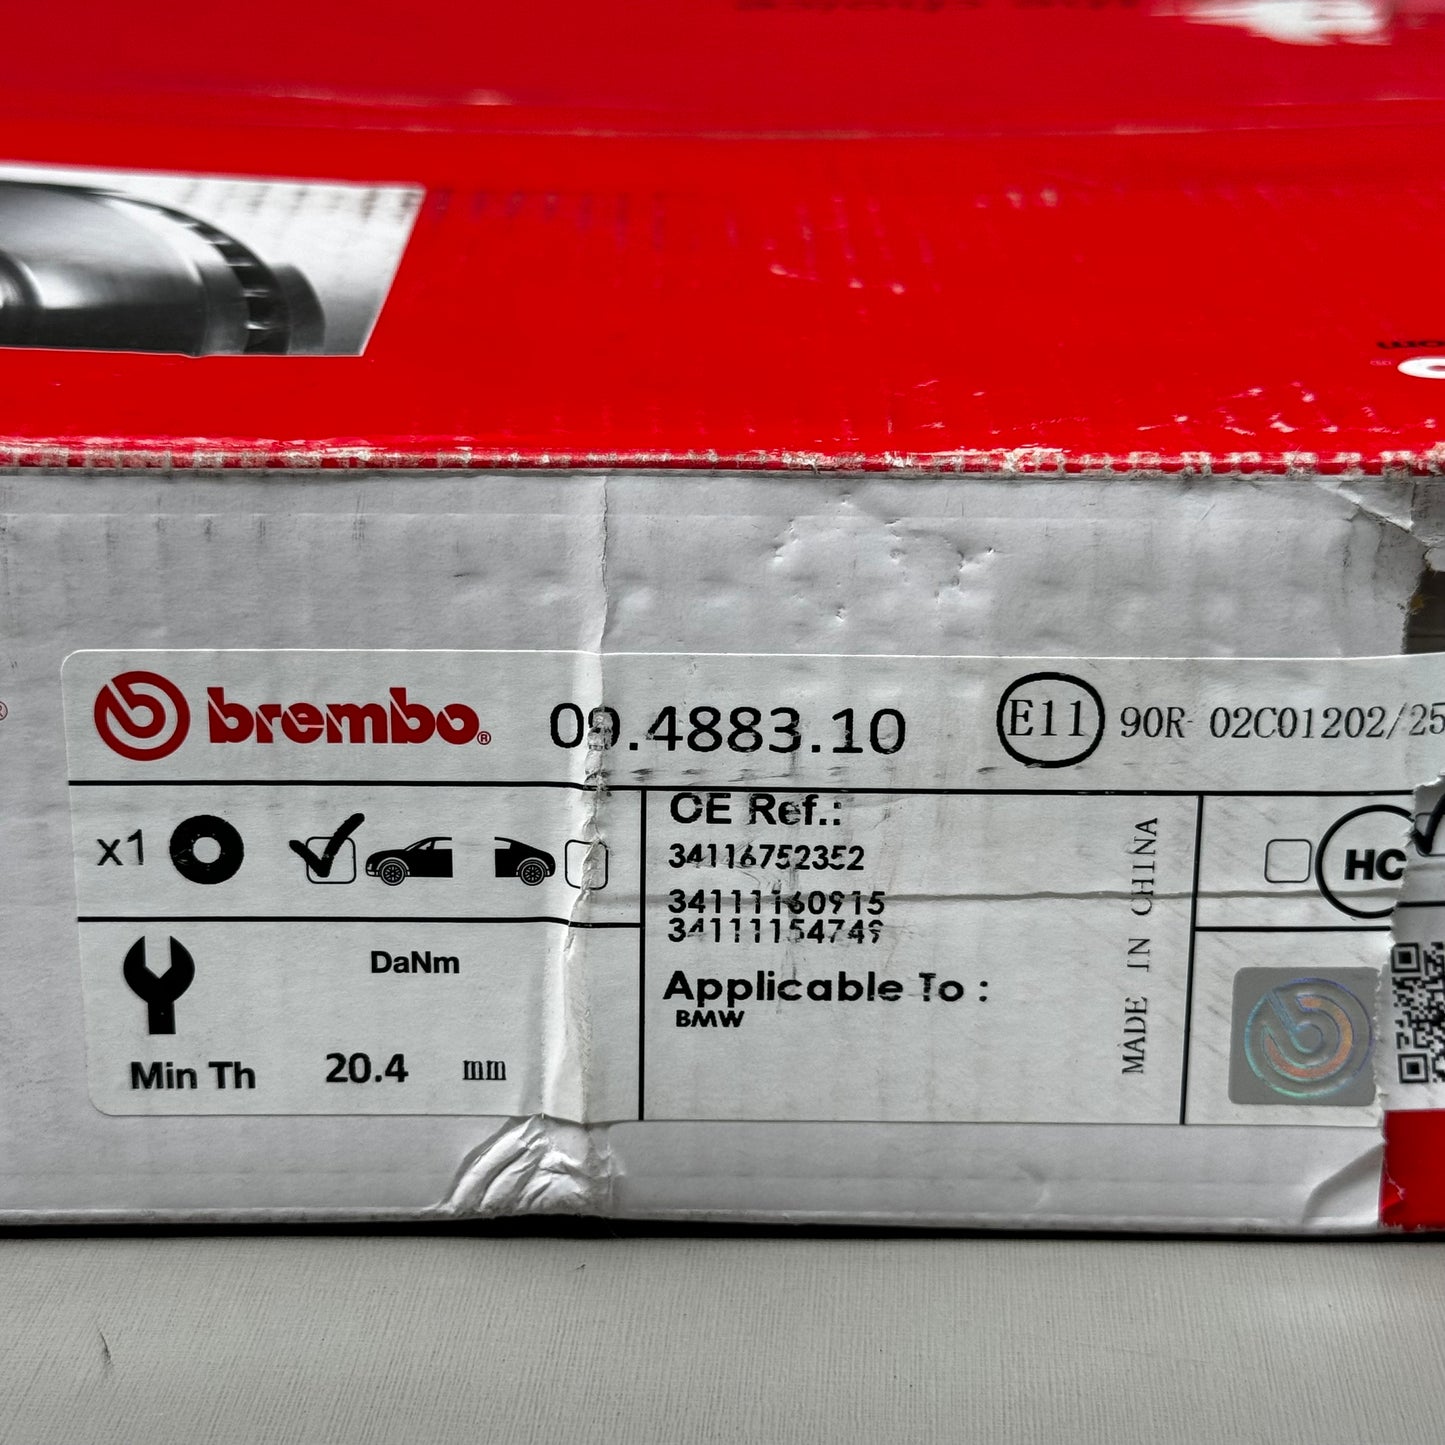 brembo® 09.4883.10 E11 90R 02C01202/25
x1
OE Ref.:
34116752352
34111160915
34111154749
Applicable To :
BMW
DaNm
Min Th 20.4 mm
MADE IN CHINA
HC